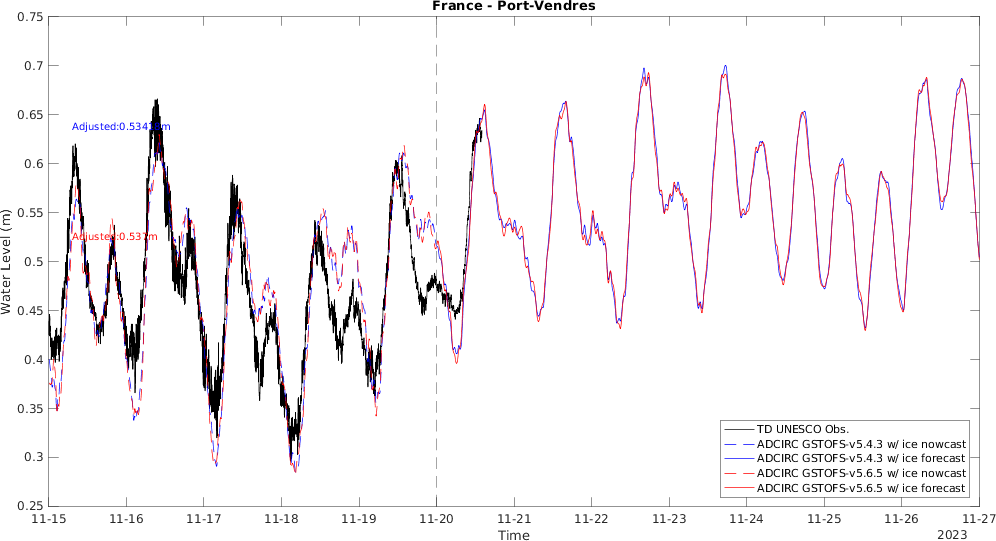 France - Port-Vendres
Water Level (m)
0.75
0.7
0.65
0.6
0.55
0.5
0.45
0.4
0.35
0.3
0.25
Adjusted:0.534
Adjusted:0.537m
TD UNESCO Obs.
ADCIRC GSTOFS-v5.4.3 w/ ice nowcast
ADCIRC GSTOFS-v5.4.3 w/ ice forecast
ADCIRC GSTOFS-v5.6.5 w/ ice nowcast
ADCIRC GSTOFS-v5.6.5 w/ ice forecast
11-15 11-16 11-17 11-18 11-19 11-20 11-21 11-22 11-23 11-24 11-25 11-26 11-27
Time
2023